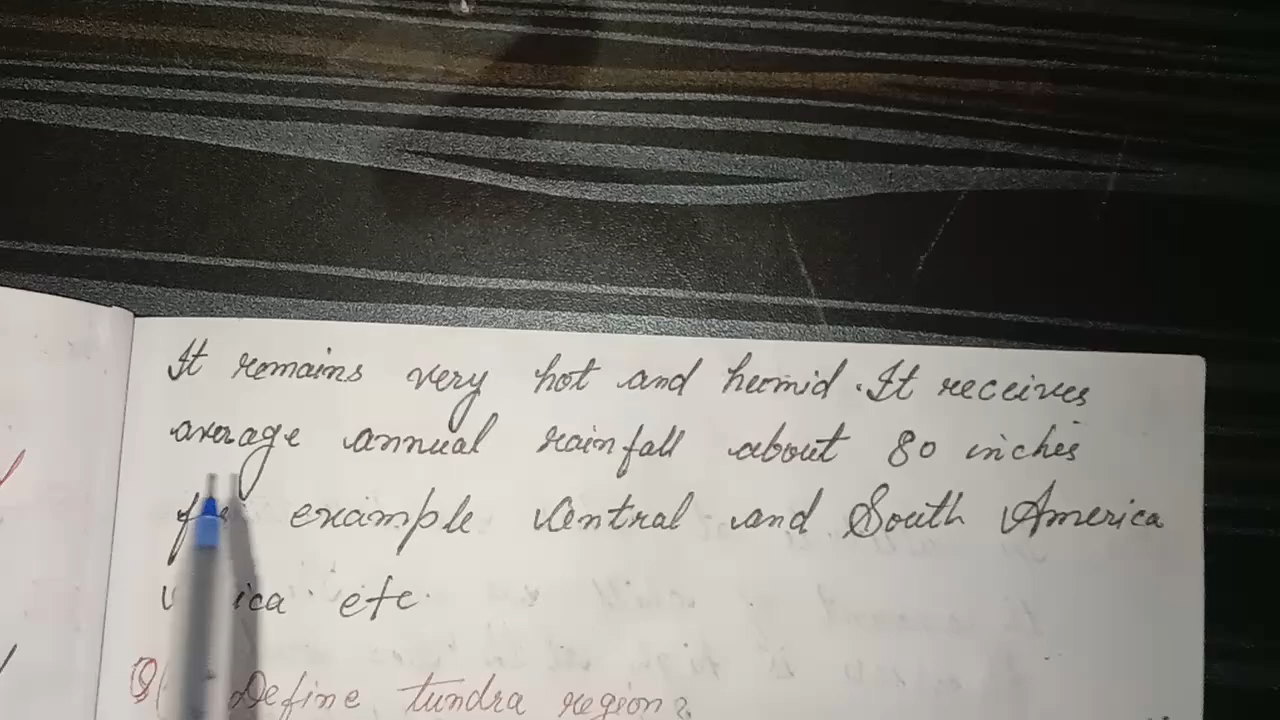 It remains very hot and humid. It receives
average annual rainfall about 80 inches
example Central and South America
etc.
Define tundra region?